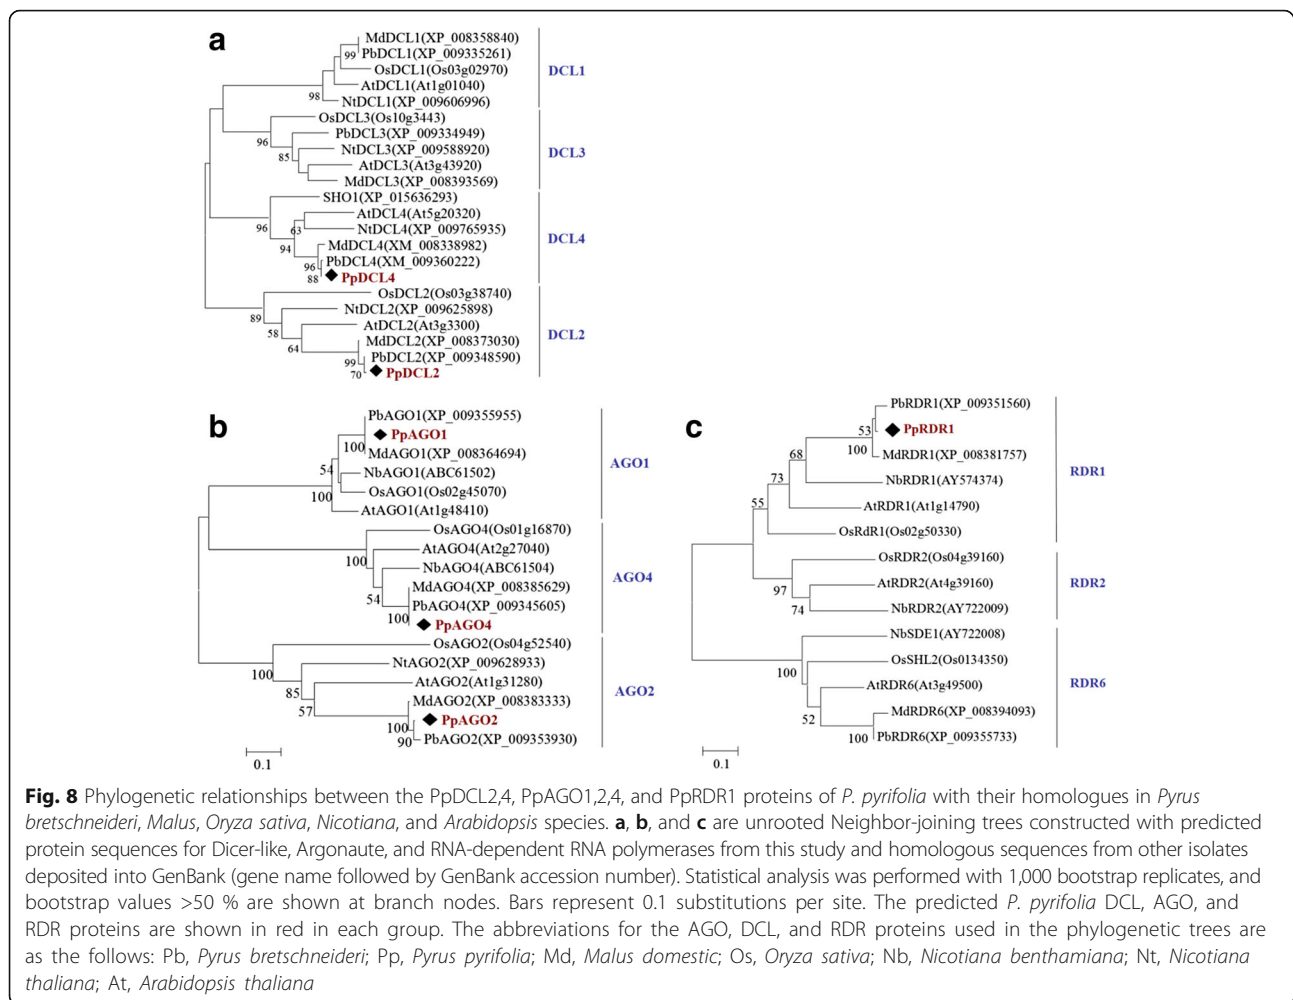 a
MdDCL1(XP_008358840)
99
PbDCL1(XP_009335261)
OsDCL1(Os03g02970)
DCL1
AtDCL1(At1g01040)
98
NtDCL1(XP_009606996)
OsDCL3(Os10g3443)
PbDCL3(XP_009334949)
96
NtDCL3(XP_009588920)
DCL3
85
AtDCL3(At3g43920)
MdDCL3(XP_008393569)
SHO1(XP_015636293)
AtDCL4(At5g20320)
96
63
NtDCL4(XP_009765935)
DCL4
94
MdDCL4(XM_008338982)
PbDCL4(XM_009360222)
96
88
PpDCL4
OsDCL2(Os03g38740)
NtDCL2(XP_009625898)
89
AtDCL2(At3g3300)
58
DCL2
MdDCL2(XP_008373030)
64
PbDCL2(XP_009348590)
99
70
PpDCL2
b
PbAGO1(XP_009355955)
PpAGO1
100
MdAGO1(XP_008364694)
AGO1
54
NbAGO1(ABC61502)
100
OsAGO1(Os02g45070)
AtAGO1(At1g48410)
OsAGO4(Os01g16870)
AtAGO4(At2g27040)
100
NbAGO4(ABC61504)
AGO4
MdAGO4(XP_008385629)
54
PbAGO4(XP_009345605)
100
PpAGO4
OsAGO2(Os04g52540)
NtAGO2(XP_009628933)
100
AtAGO2(At1g31280)
85
AGO2
MdAGO2(XP_008383333)
57
PpAGO2
100
PbAGO2(XP_009353930)
90
0.1
c
PbRDR1(XP_009351560)
53
PpRDR1
100
MdRDR1(XP_008381757)
68
RDR1
73
NbRDR1(AY574374)
55
AtRDR1(At1g14790)
OsRdR1(Os02g50330)
OsRDR2(Os04g39160)
AtRDR2(At4g39160)
RDR2
97
74
NbRDR2(AY722009)
NbSDE1(AY722008)
OsSHL2(Os0134350)
100
AtRDR6(At3g49500)
RDR6
MdRDR6(XP_008394093)
52
PbRDR6(XP_009355733)
100
0.1
Fig. 8 Phylogenetic relationships between the PpDCL2,4, PpAGO1,2,4, and PpRDR1 proteins of P. pyrifolia with their homologues in Pyrus
bretschneideri, Malus, Oryza sativa, Nicotiana, and Arabidopsis species. a, b, and c are unrooted Neighbor-joining trees constructed with predicted
protein sequences for Dicer-like, Argonaute, and RNA-dependent RNA polymerases from this study and homologous sequences from other isolates
deposited into GenBank (gene name followed by GenBank accession number). Statistical analysis was performed with 1,000 bootstrap replicates, and
bootstrap values >50 % are shown at branch nodes. Bars represent 0.1 substitutions per site. The predicted P. pyrifolia DCL, AGO, and
RDR proteins are shown in red in each group. The abbreviations for the AGO, DCL, and RDR proteins used in the phylogenetic trees are
as the follows: Pb, Pyrus bretschneideri; Pp, Pyrus pyrifolia; Md, Malus domestic; Os, Oryza sativa; Nb, Nicotiana benthamiana; Nt, Nicotiana
thaliana; At, Arabidopsis thaliana